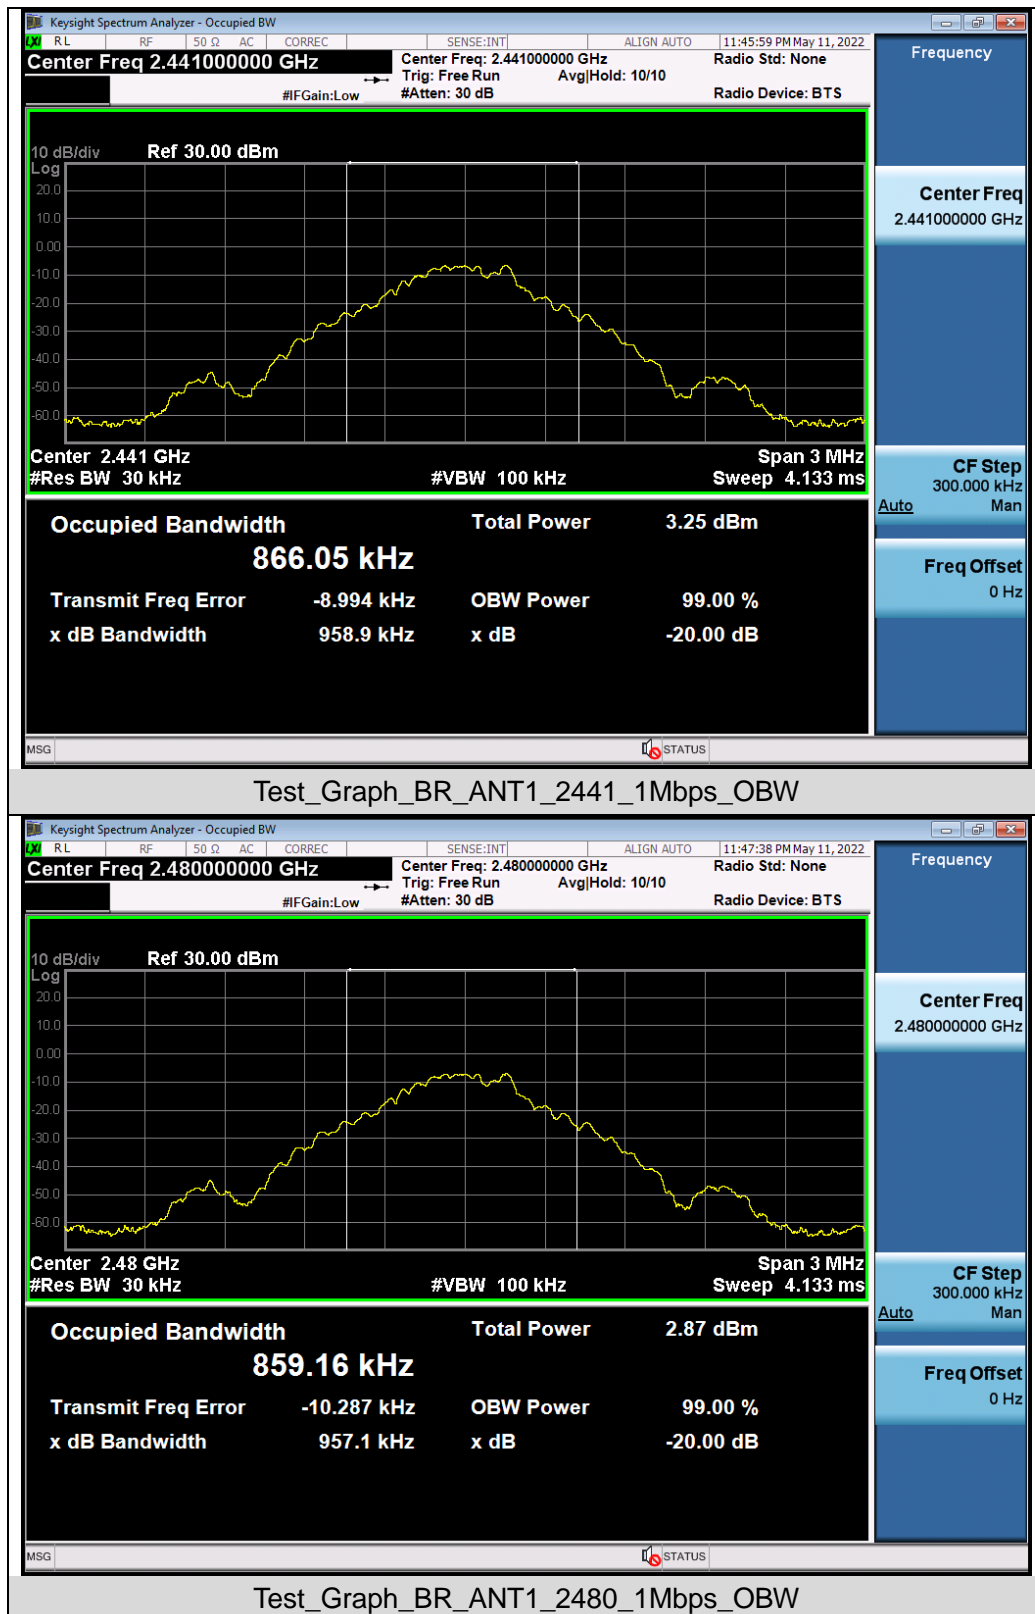 Keysight Spectrum Analyzer - Occupied BW
LXI RL RF 50 Ω AC CORREC SENSE:INT ALIGN AUTO 11:45:59 PM May 11, 2022
Center Freq 2.441000000 GHz
Center Freq: 2.441000000 GHz
Radio Std: None
Trig: Free Run Avg|Hold: 10/10
#IFGain:Low
#Atten: 30 dB
Radio Device: BTS
Frequency
10 dB/div Ref 30.00 dBm
Log
20.0
10.0
0.00
-10.0
-20.0
-30.0
-40.0
-50.0
-60.0
Center Freq
2.441000000 GHz
Center 2.441 GHz Span 3 MHz
#Res BW 30 kHz #VBW 100 kHz Sweep 4.133 ms
CF Step
300.000 kHz
Auto Man
Occupied Bandwidth Total Power 3.25 dBm
866.05 kHz
Transmit Freq Error -8.994 kHz OBW Power 99.00 %
x dB Bandwidth 958.9 kHz x dB -20.00 dB
Freq Offset
0 Hz
MSG STATUS
Test_Graph_BR_ANT1_2441_1Mbps_OBW
Keysight Spectrum Analyzer - Occupied BW
LXI RL RF 50 Ω AC CORREC SENSE:INT ALIGN AUTO 11:47:38 PM May 11, 2022
Center Freq 2.480000000 GHz
Center Freq: 2.480000000 GHz
Radio Std: None
Trig: Free Run Avg|Hold: 10/10
#IFGain:Low
#Atten: 30 dB
Radio Device: BTS
Frequency
10 dB/div Ref 30.00 dBm
Log
20.0
10.0
0.00
-10.0
-20.0
-30.0
-40.0
-50.0
-60.0
Center Freq
2.480000000 GHz
Center 2.48 GHz Span 3 MHz
#Res BW 30 kHz #VBW 100 kHz Sweep 4.133 ms
CF Step
300.000 kHz
Auto Man
Occupied Bandwidth Total Power 2.87 dBm
859.16 kHz
Transmit Freq Error -10.287 kHz OBW Power 99.00 %
x dB Bandwidth 957.1 kHz x dB -20.00 dB
Freq Offset
0 Hz
MSG STATUS
Test_Graph_BR_ANT1_2480_1Mbps_OBW